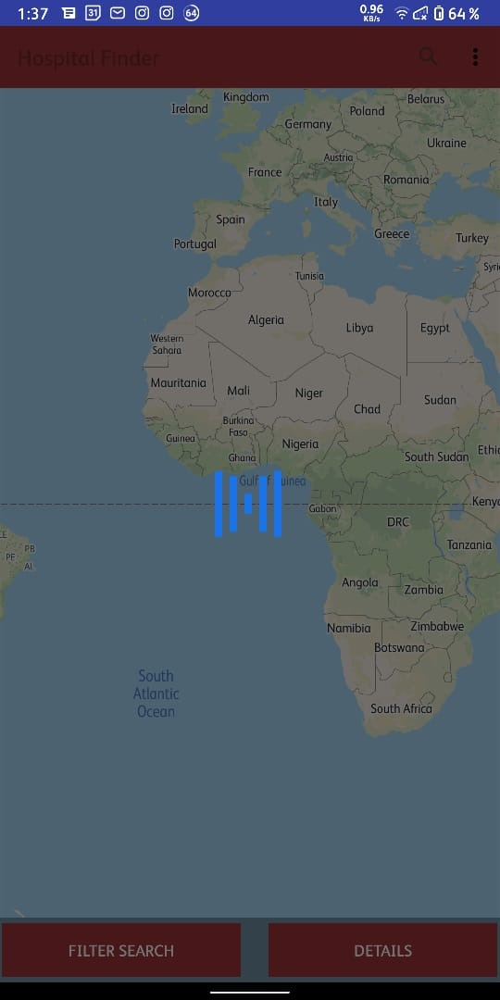 1:37
31
64
0.96
KB/s
64%
Hospital Finder
Kingdom
Ireland
Belarus
Poland
Germany
Ukraine
Austria
France
Romania
Italy
Spain
Greece
Portugal
Turkey
Tunisia
Syri
Morocco
Algeria
Libya
Egypt
Western
Sahara
Mauritania
Mali
Niger
Chad
Sudan
Burkina
Faso
Guinea
Nigeria
Ethi
Ghana
South Sudan
Gulf of Guinea
Kenya
Gabon
DRC
CE
PB
PE
AL
Tanzania
Angola
Zambia
Namibia
Zimbabwe
Botswana
South
Atlantic
Ocean
South Africa
FILTER SEARCH
DETAILS